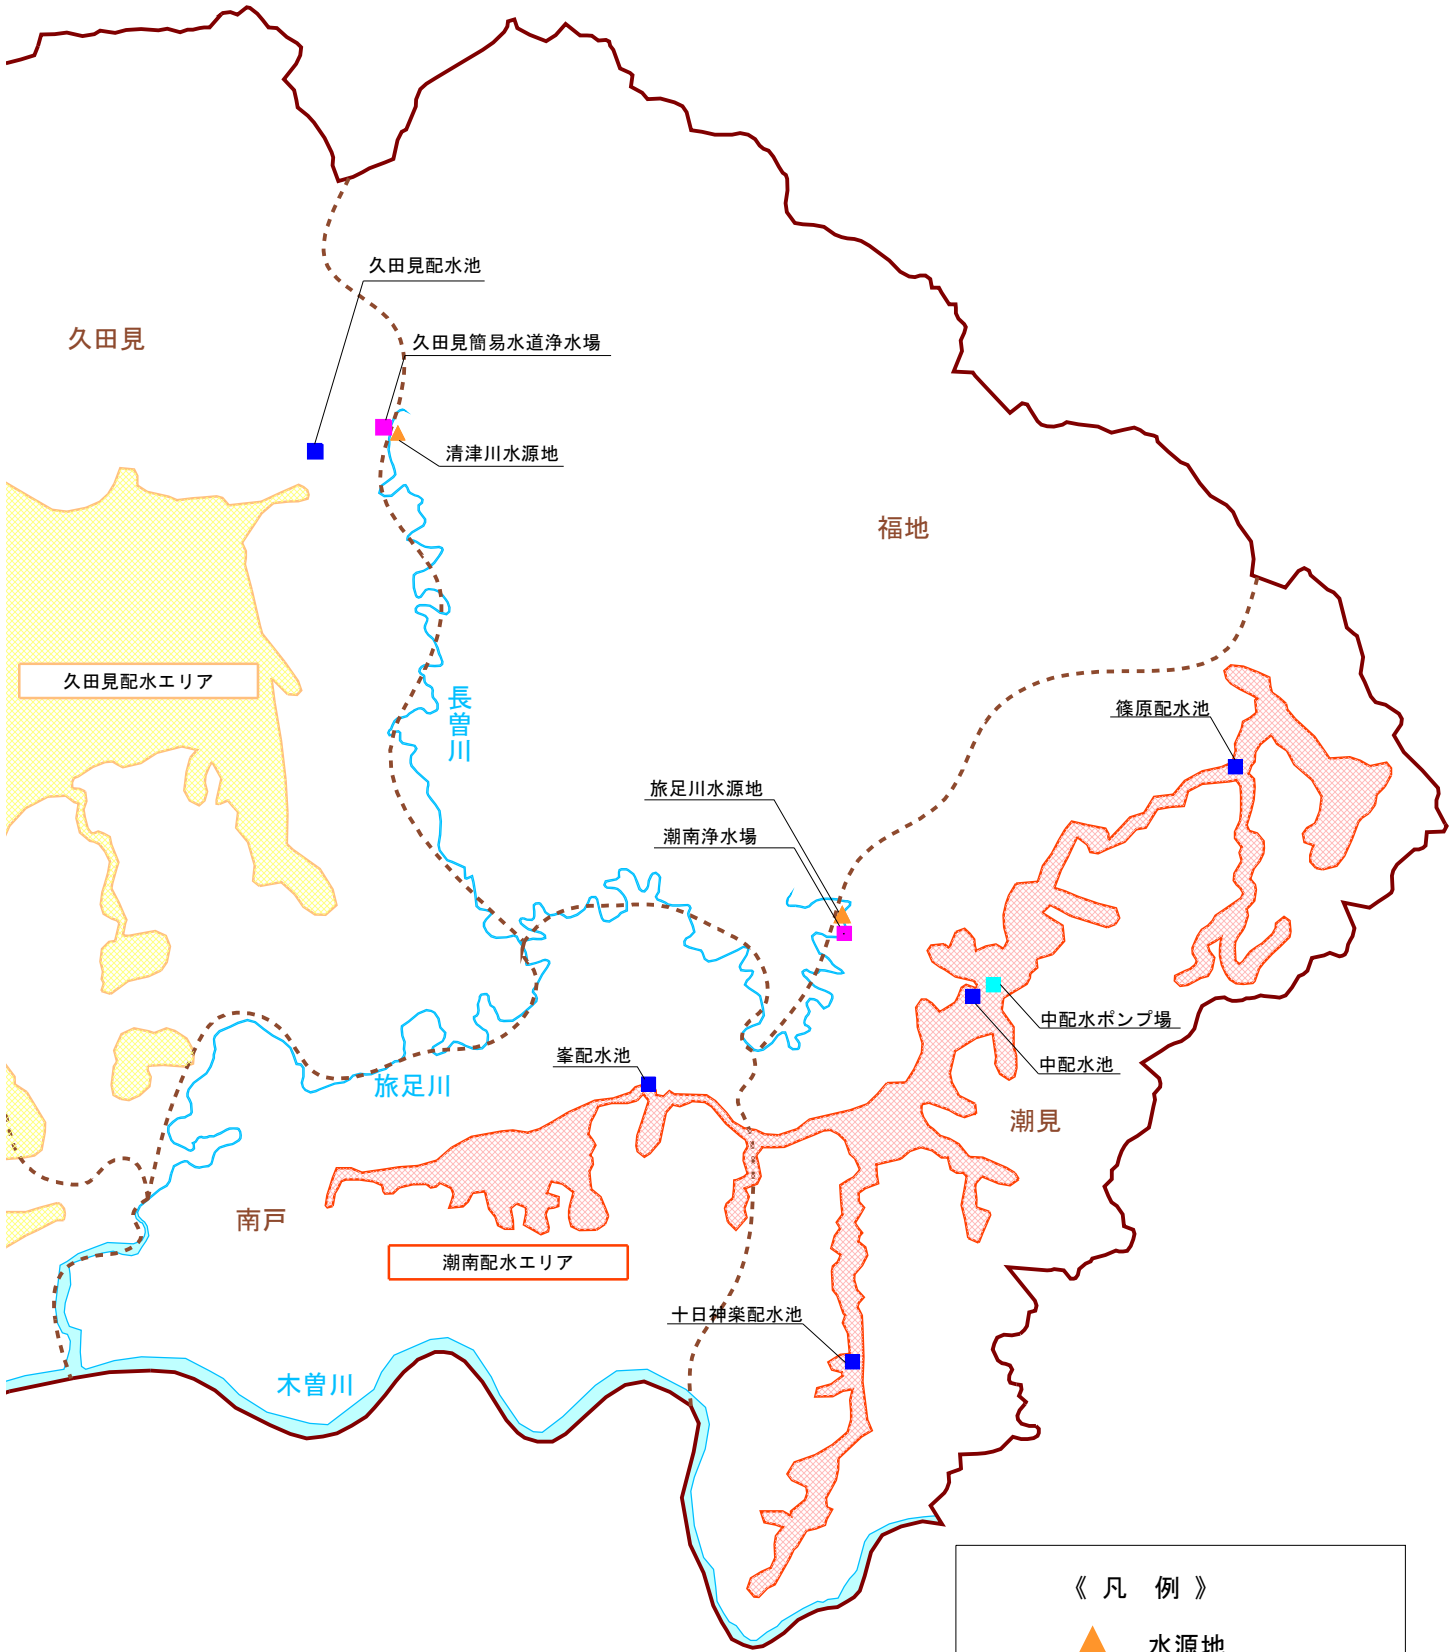 久田見配水池
久田見
久田見簡易水道浄水場
清津川水源地
福地
久田見配水エリア
長曽川
篠原配水池
旅足川水源地
潮南浄水場
中配水ポンプ場
峯配水池
中配水池
旅足川
潮見
南戸
潮南配水エリア
十日神楽配水池
木曽川
《 凡 例 》
水源地